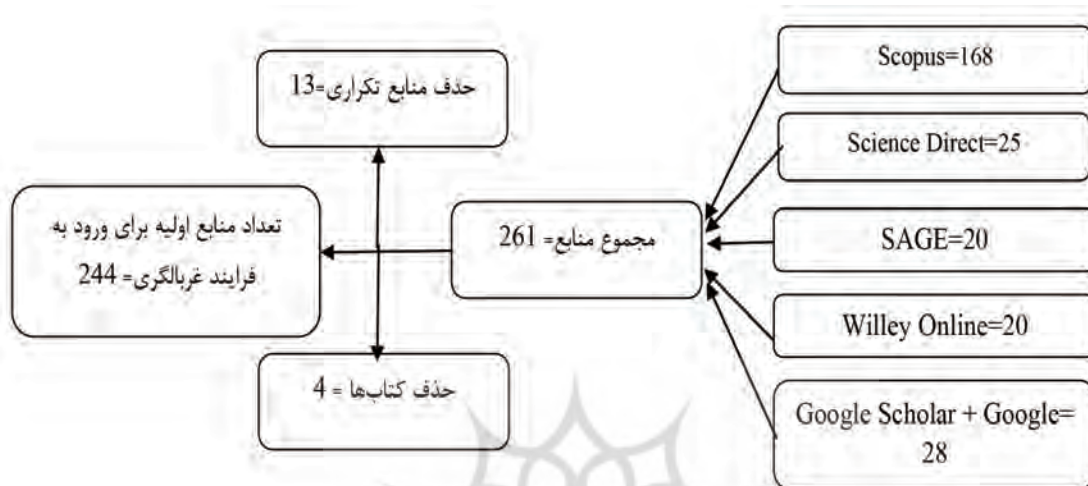 Scopus=168
Science Direct=25
SAGE=20
Willey Online=20
Google Scholar + Google=
28
مجموع منابع= 261
حذف منابع تکراری=13
حذف کتاب‌ها = 4
تعداد منابع اولیه برای ورود به
فرایند غربالگری= 244